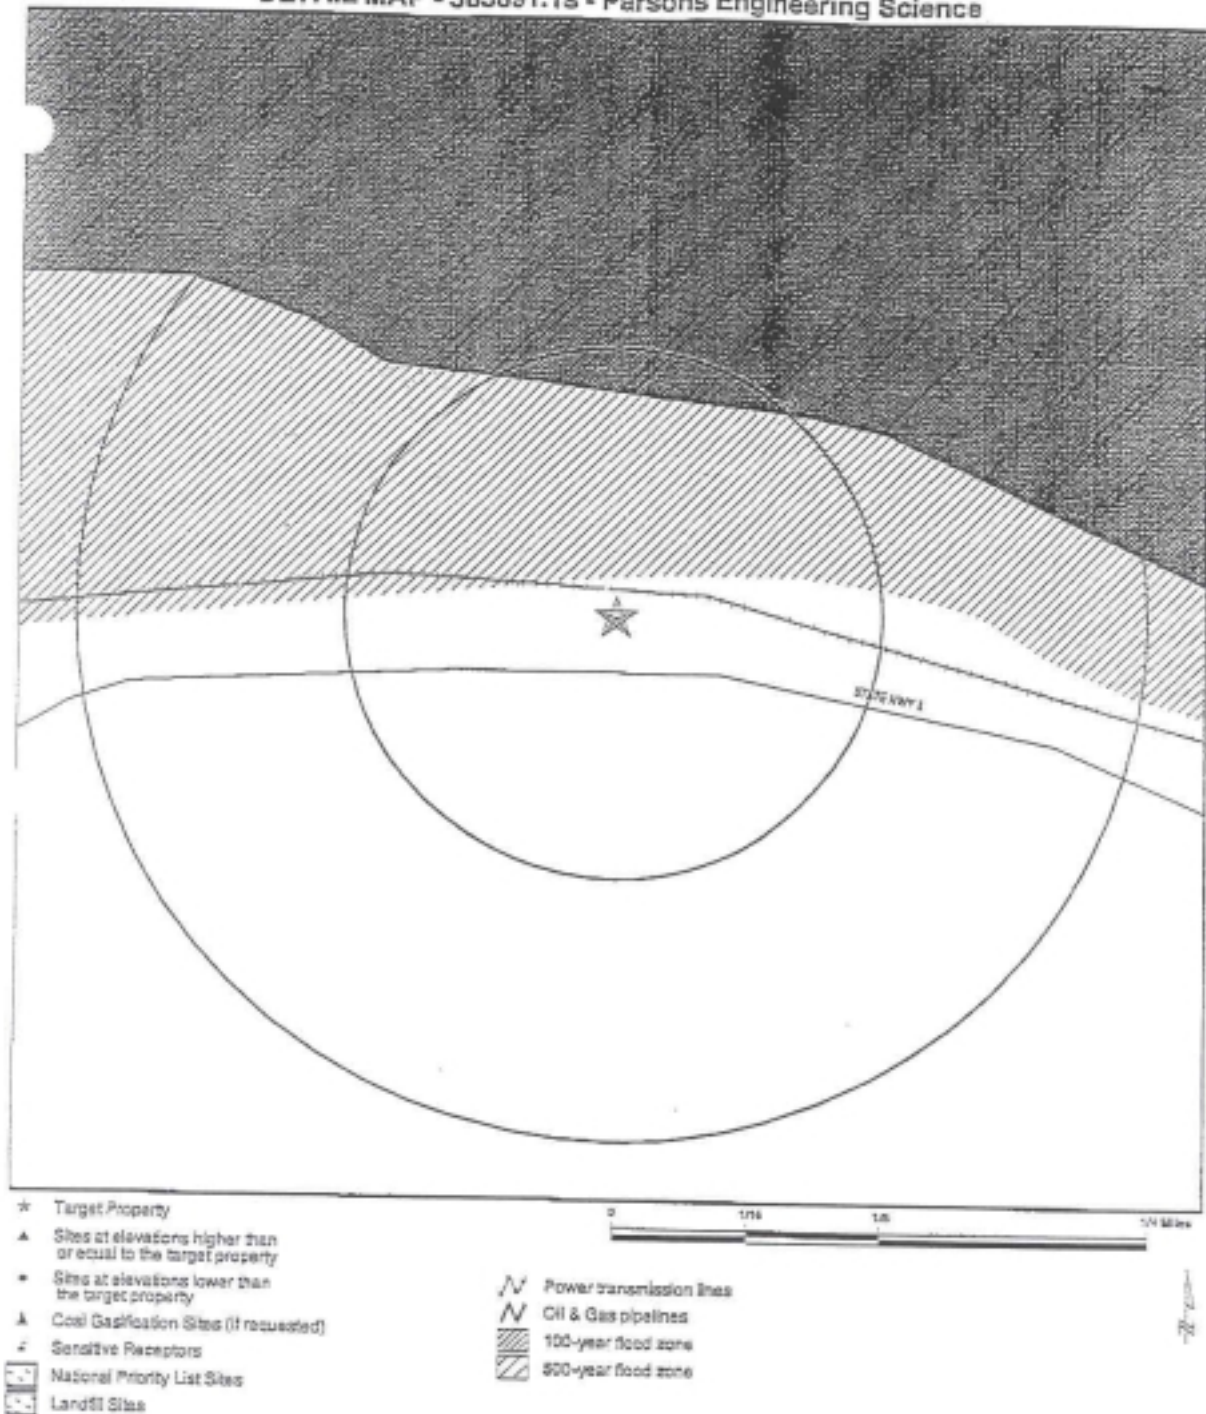 Parsons Engineering Science
STATE HWY 1
0 1/16 1/8 1/4 Miles
Target Property
Sites at elevations higher than
or equal to the target property
Sites at elevations lower than
the target property
Coal Gasification Sites (if requested)
Sensitive Receptors
National Priority List Sites
Landfill Sites
Power transmission lines
Oil & Gas pipelines
100-year flood zone
500-year flood zone